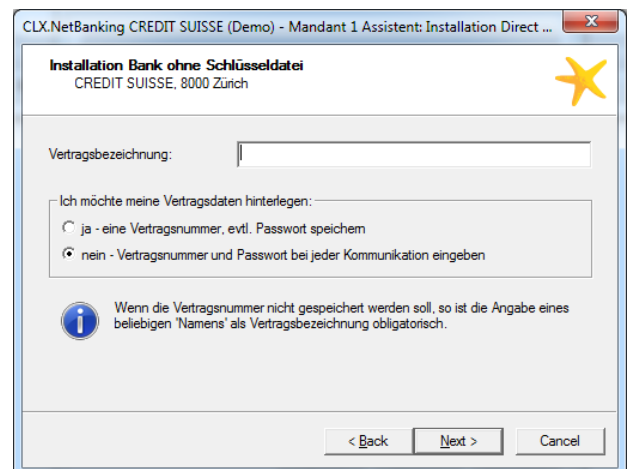 CLX.NetBanking CREDIT SUISSE (Demo) - Mandant 1 Assistent: Installation Direct ...
Installation Bank ohne Schlüsseldatei
CREDIT SUISSE, 8000 Zürich
Vertragsbezeichnung:
Ich möchte meine Vertragsdaten hinterlegen:
ja - eine Vertragsnummer, evtl. Passwort speichern
nein - Vertragsnummer und Passwort bei jeder Kommunikation eingeben
Wenn die Vertragsnummer nicht gespeichert werden soll, so ist die Angabe eines
beliebigen 'Namens' als Vertragsbezeichnung obligatorisch.
< Back Next > Cancel